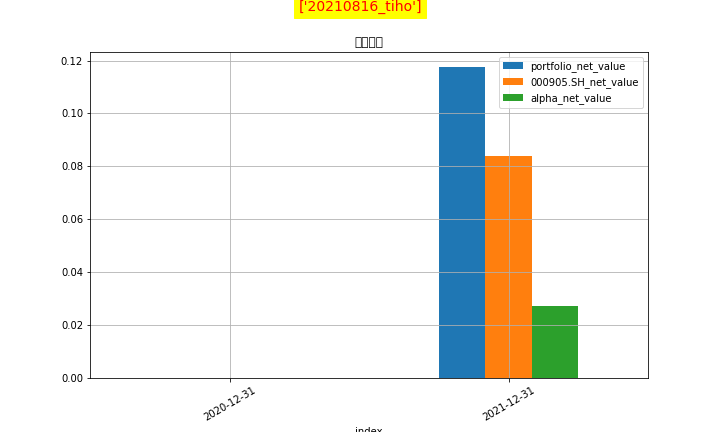 ['20210816_tiho']
portfolio_net_value
000905.SH_net_value
alpha_net_value
0.12
0.10
0.08
0.06
0.04
0.02
0.00
2020-12-31
2021-12-31
index